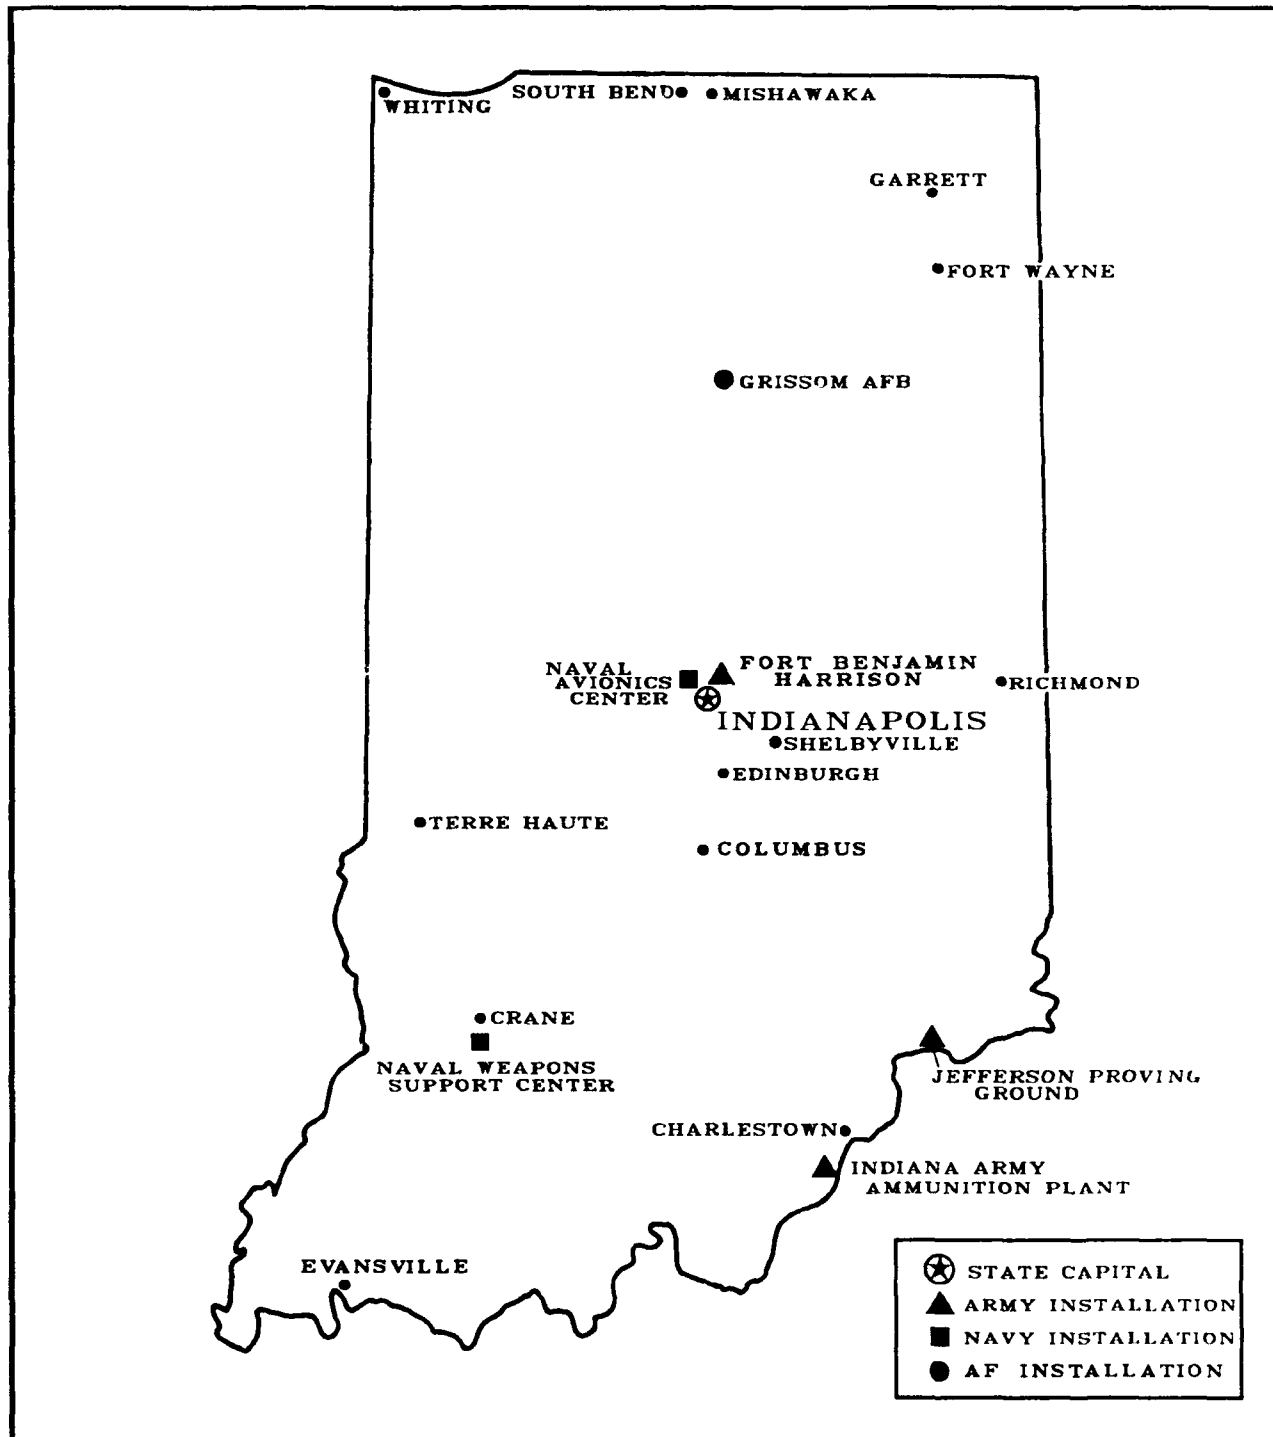 SOUTH BEND
MISHAWAKA
WHITING
GARRETT
FORT WAYNE
GRISSOM AFB
NAVAL
AVIONICS
CENTER
FORT BENJAMIN
HARRISON
RICHMOND
INDIANAPOLIS
SHELBYVILLE
EDINBURGH
TERRE HAUTE
COLUMBUS
CRANE
NAVAL WEAPONS
SUPPORT CENTER
JEFFERSON PROVING
GROUND
CHARLESTOWN
INDIANA ARMY
AMMUNITION PLANT
EVANSVILLE
STATE CAPITAL
ARMY INSTALLATION
NAVY INSTALLATION
AF INSTALLATION